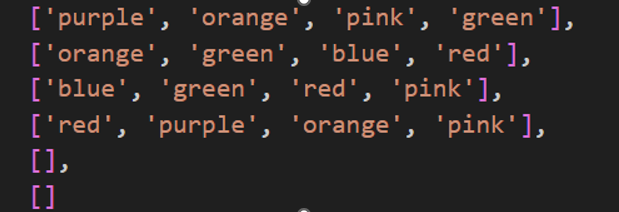 ['purple', 'orange', 'pink', 'green'],
['orange', 'green', 'blue', 'red'],
['blue', 'green', 'red', 'pink'],
['red', 'purple', 'orange', 'pink'],
[],
[]